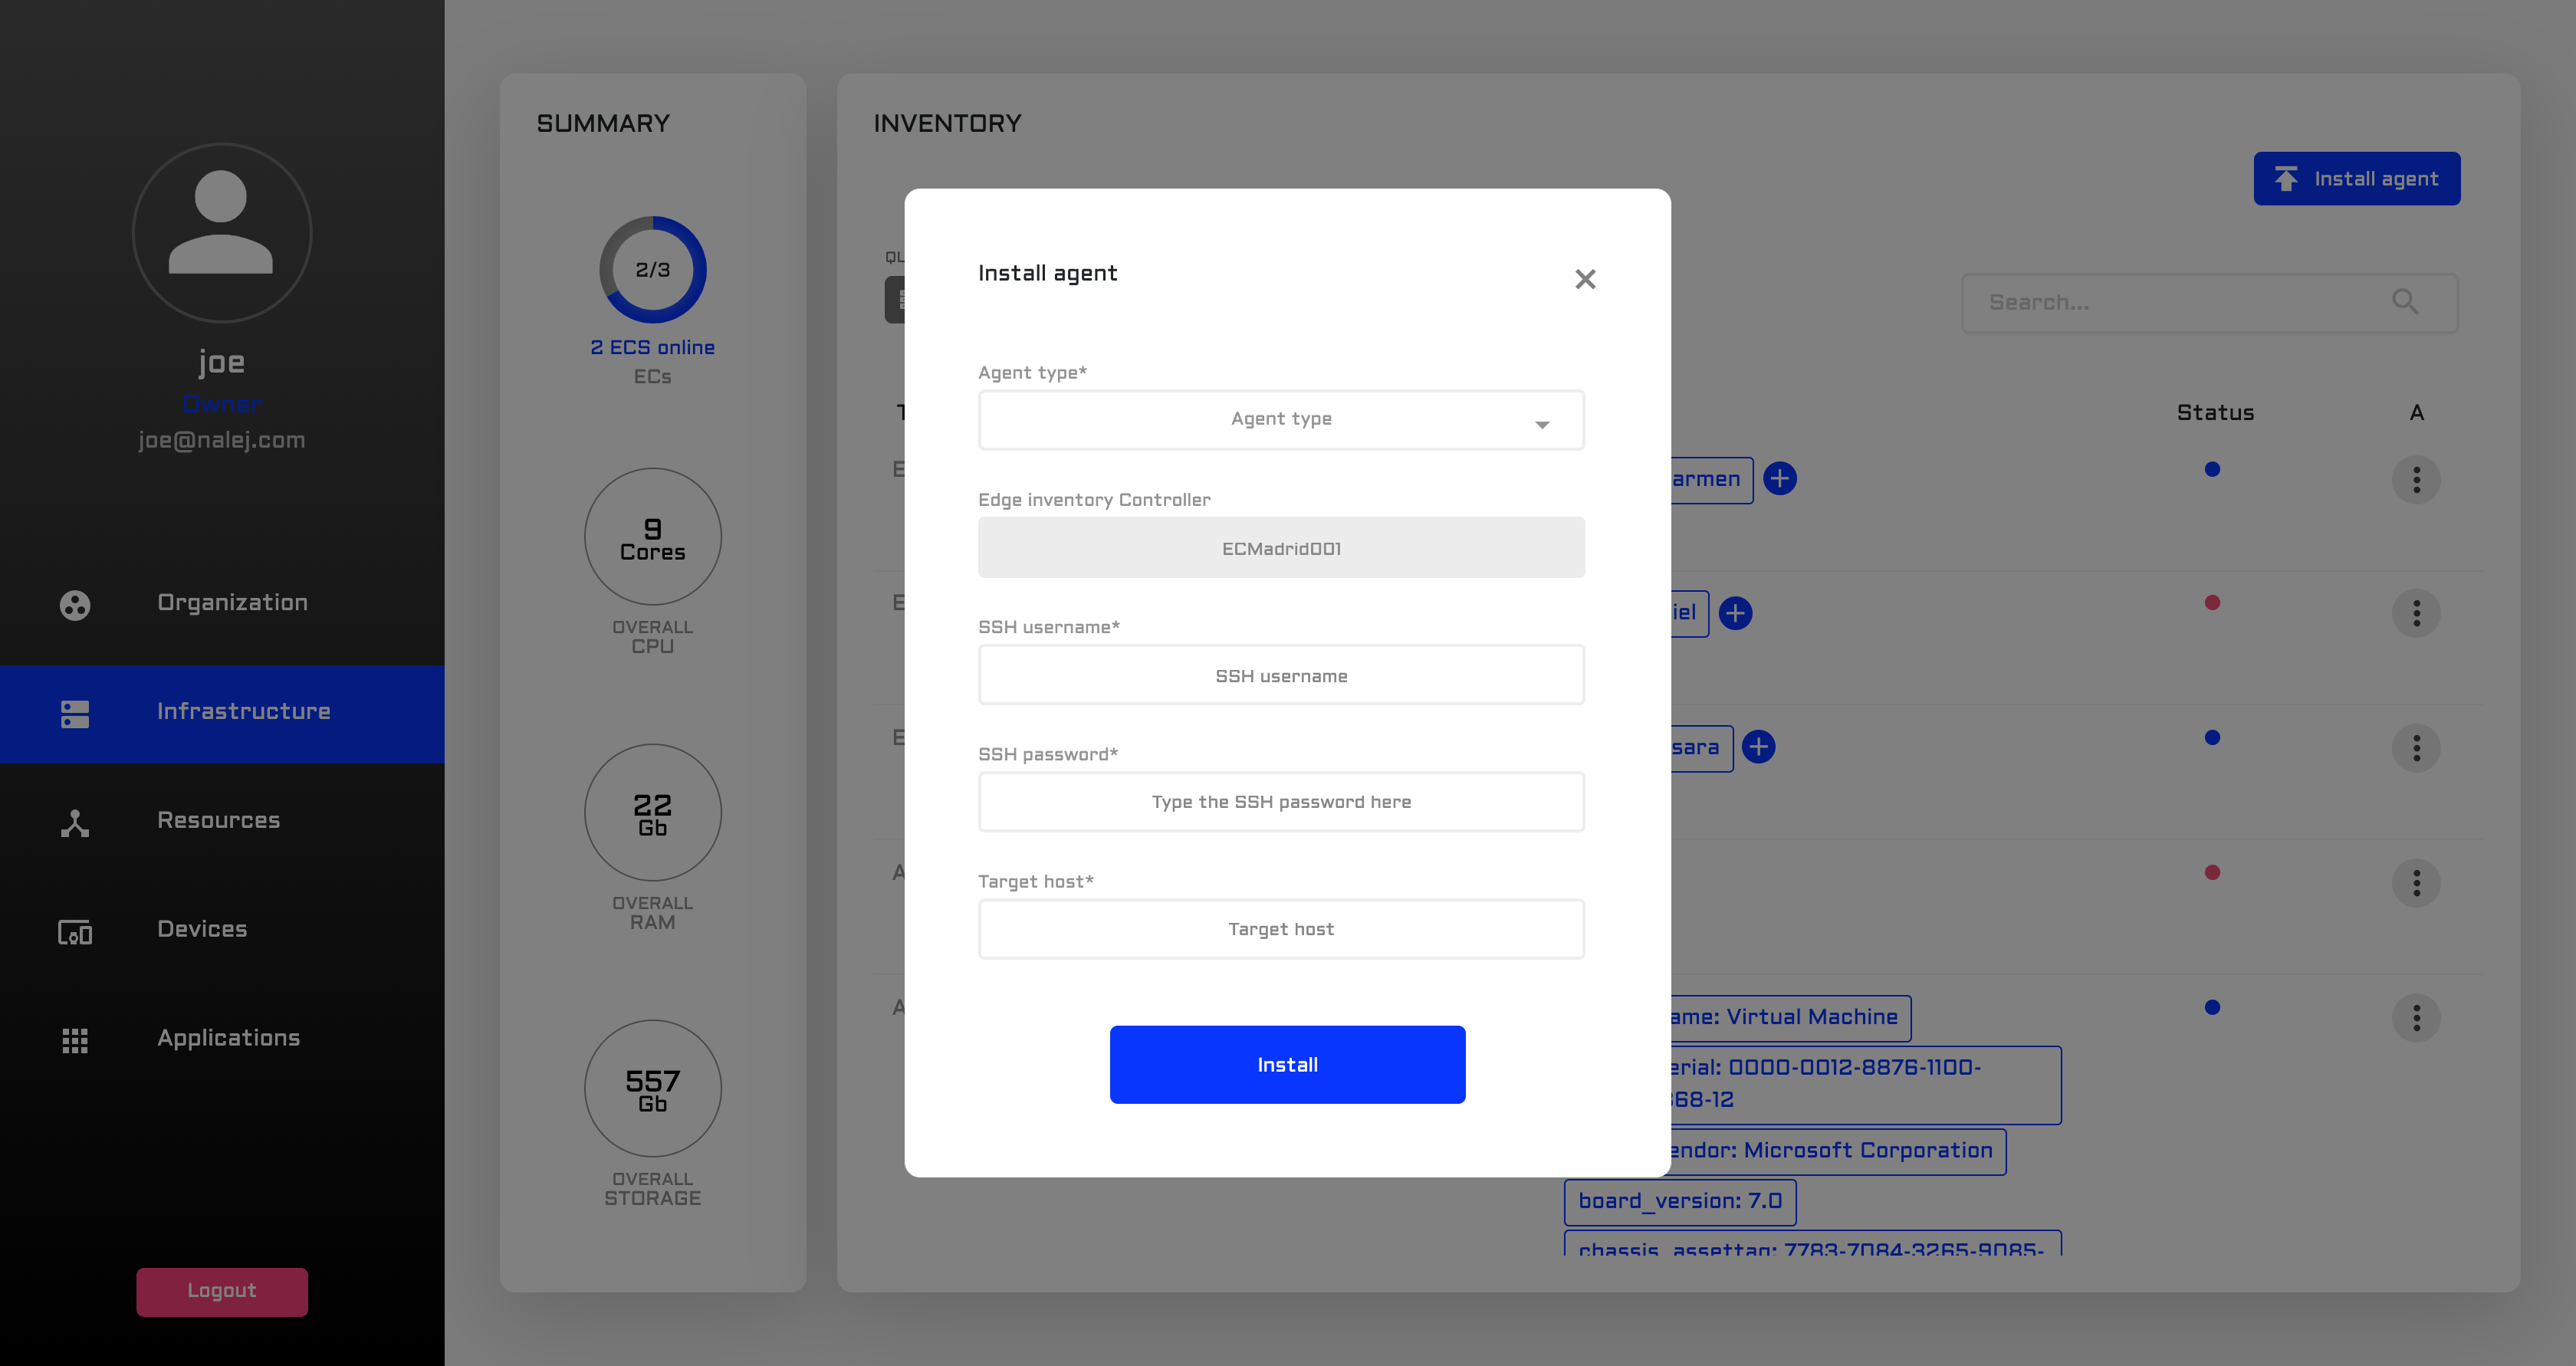 joe
Owner
joe@nalej.com
Organization
Infrastructure
Resources
Devices
Applications
Logout
SUMMARY
2/3
2 ECS online
ECs
9
Cores
OVERALL
CPU
22
Gb
OVERALL
RAM
557
Gb
OVERALL
STORAGE
INVENTORY
Install agent
Search...
Status
A
Install agent
Agent type*
Agent type
Edge inventory Controller
ECMadrid001
SSH username*
SSH username
SSH password*
Type the SSH password here
Target host*
Target host
Install
armen
iel
sara
ame: Virtual Machine
erial: 0000-0012-8876-1100-
68-12
endor: Microsoft Corporation
board_version: 7.0
chassis_assettag: 7783-7084-3265-9085-